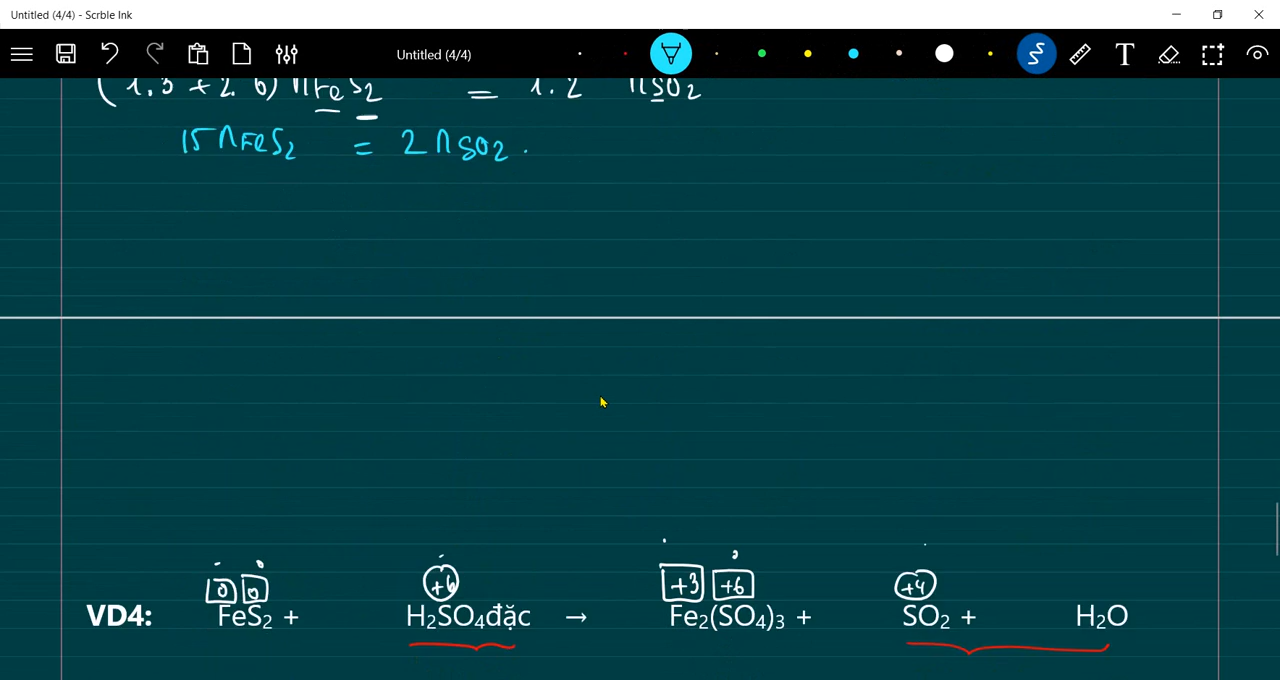 Untitled (4/4) - Scrble Ink
Untitled (4/4)
T
(1.3 + 2.6) nFeS2 = 1.2 nSO2
15 nFeS2 = 2 nSO2.
0 0 +6 +3 +6 +4
VD4: FeS2 + H2SO4đặc → Fe2(SO4)3 + SO2 + H2O